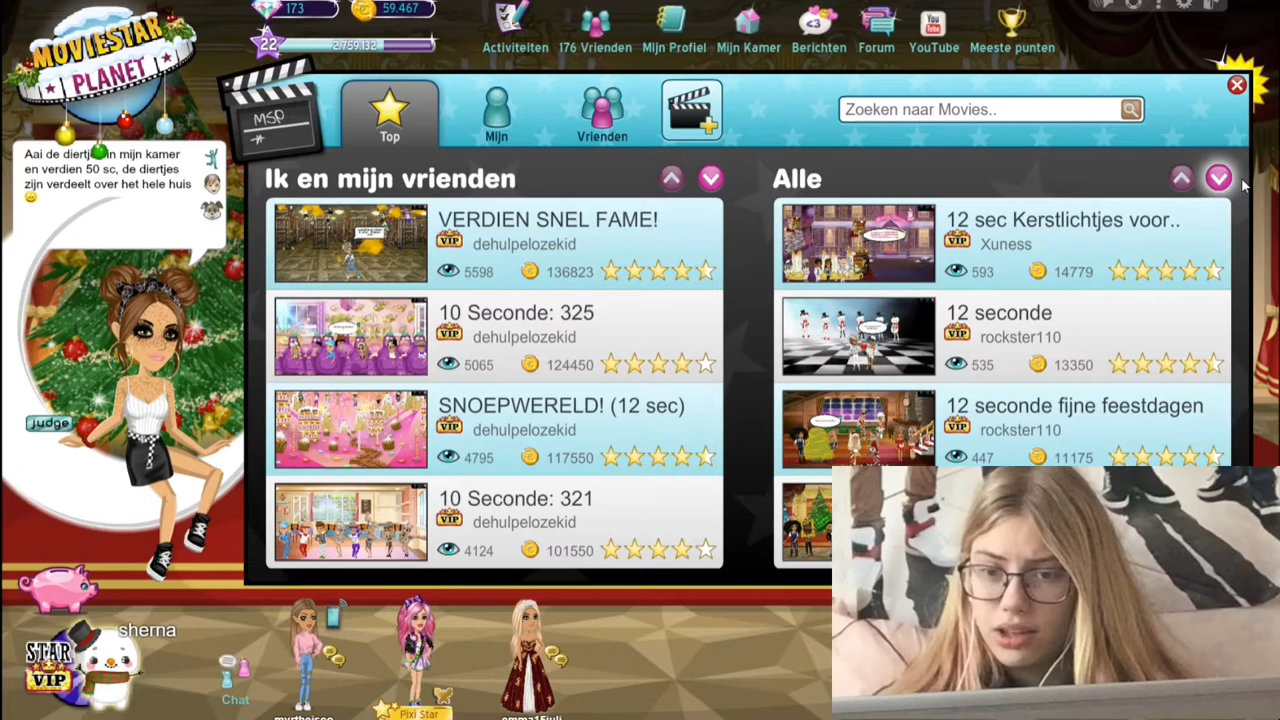 173
59.467
22
2.759.132
MOVIESTAR
PLANET
Activiteiten
176 Vrienden
Mijn Profiel
Mijn Kamer
<3
Berichten
Forum
You
Tube
YouTube
Meeste punten
MSP
Top
Mijn
Vrienden
Zoeken naar Movies..
Aai de diertjes in mijn kamer
en verdien 50 sc, de diertjes
zijn verdeelt over het hele huis
judge
Ik en mijn vrienden
VERDIEN SNEL FAME!
VIP dehulpelozekid
5598 136823
10 Seconde: 325
VIP dehulpelozekid
5065 124450
SNOEPWERELD! (12 sec)
VIP dehulpelozekid
4795 117550
10 Seconde: 321
VIP dehulpelozekid
4124 101550
Alle
12 sec Kerstlichtjes voor..
VIP Xuness
593 14779
12 seconde
VIP rockster110
535 13350
12 seconde fijne feestdagen
VIP rockster110
447 11175
sherna
STAR
VIP
Chat
Pixi Star